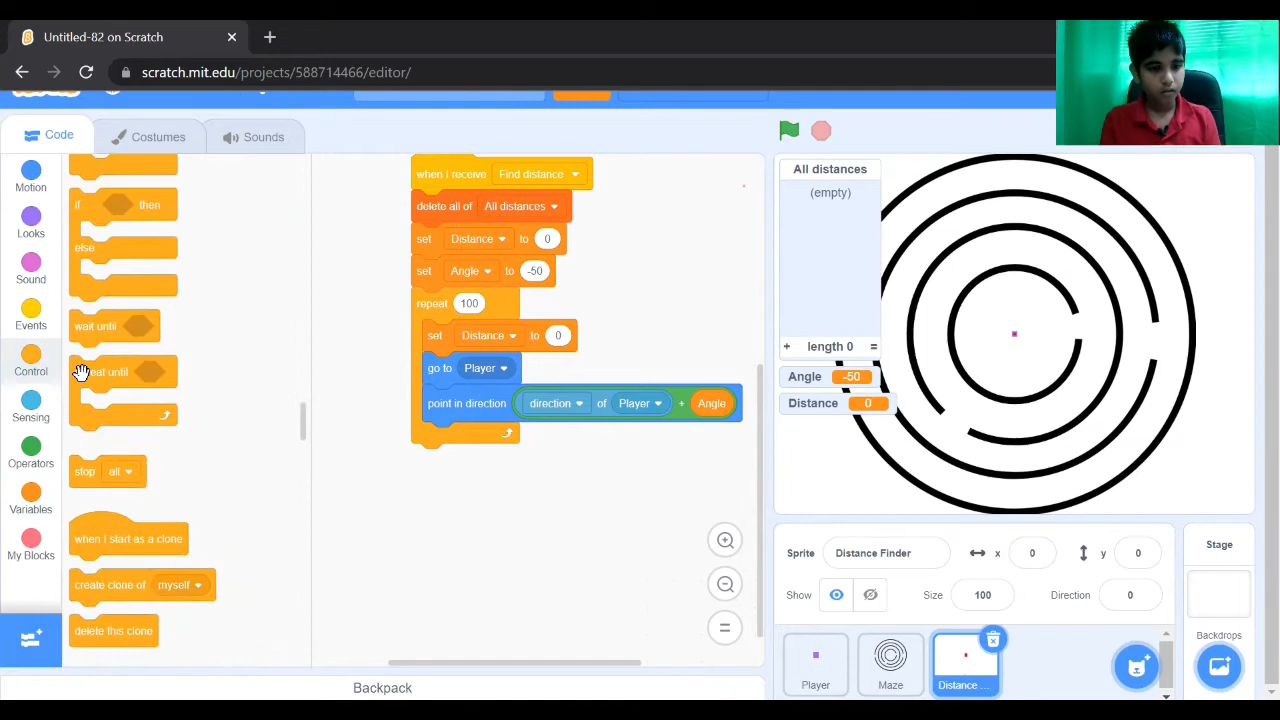 Untitled-82 on Scratch
scratch.mit.edu/projects/588714466/editor/
Code
Costumes
Sounds
Motion
Looks
Sound
Events
Control
Sensing
Operators
Variables
My Blocks
if then
else
wait until
eat until
stop all
when I start as a clone
create clone of myself
delete this clone
when I receive Find distance
delete all of All distances
set Distance to 0
set Angle to -50
repeat 100
set Distance to 0
go to Player
point in direction direction of Player + Angle
Backpack
All distances
(empty)
+ length 0 =
Angle -50
Distance 0
Sprite Distance Finder x 0 y 0
Show Size 100 Direction 0
Player
Maze
Distance ...
Stage
Backdrops